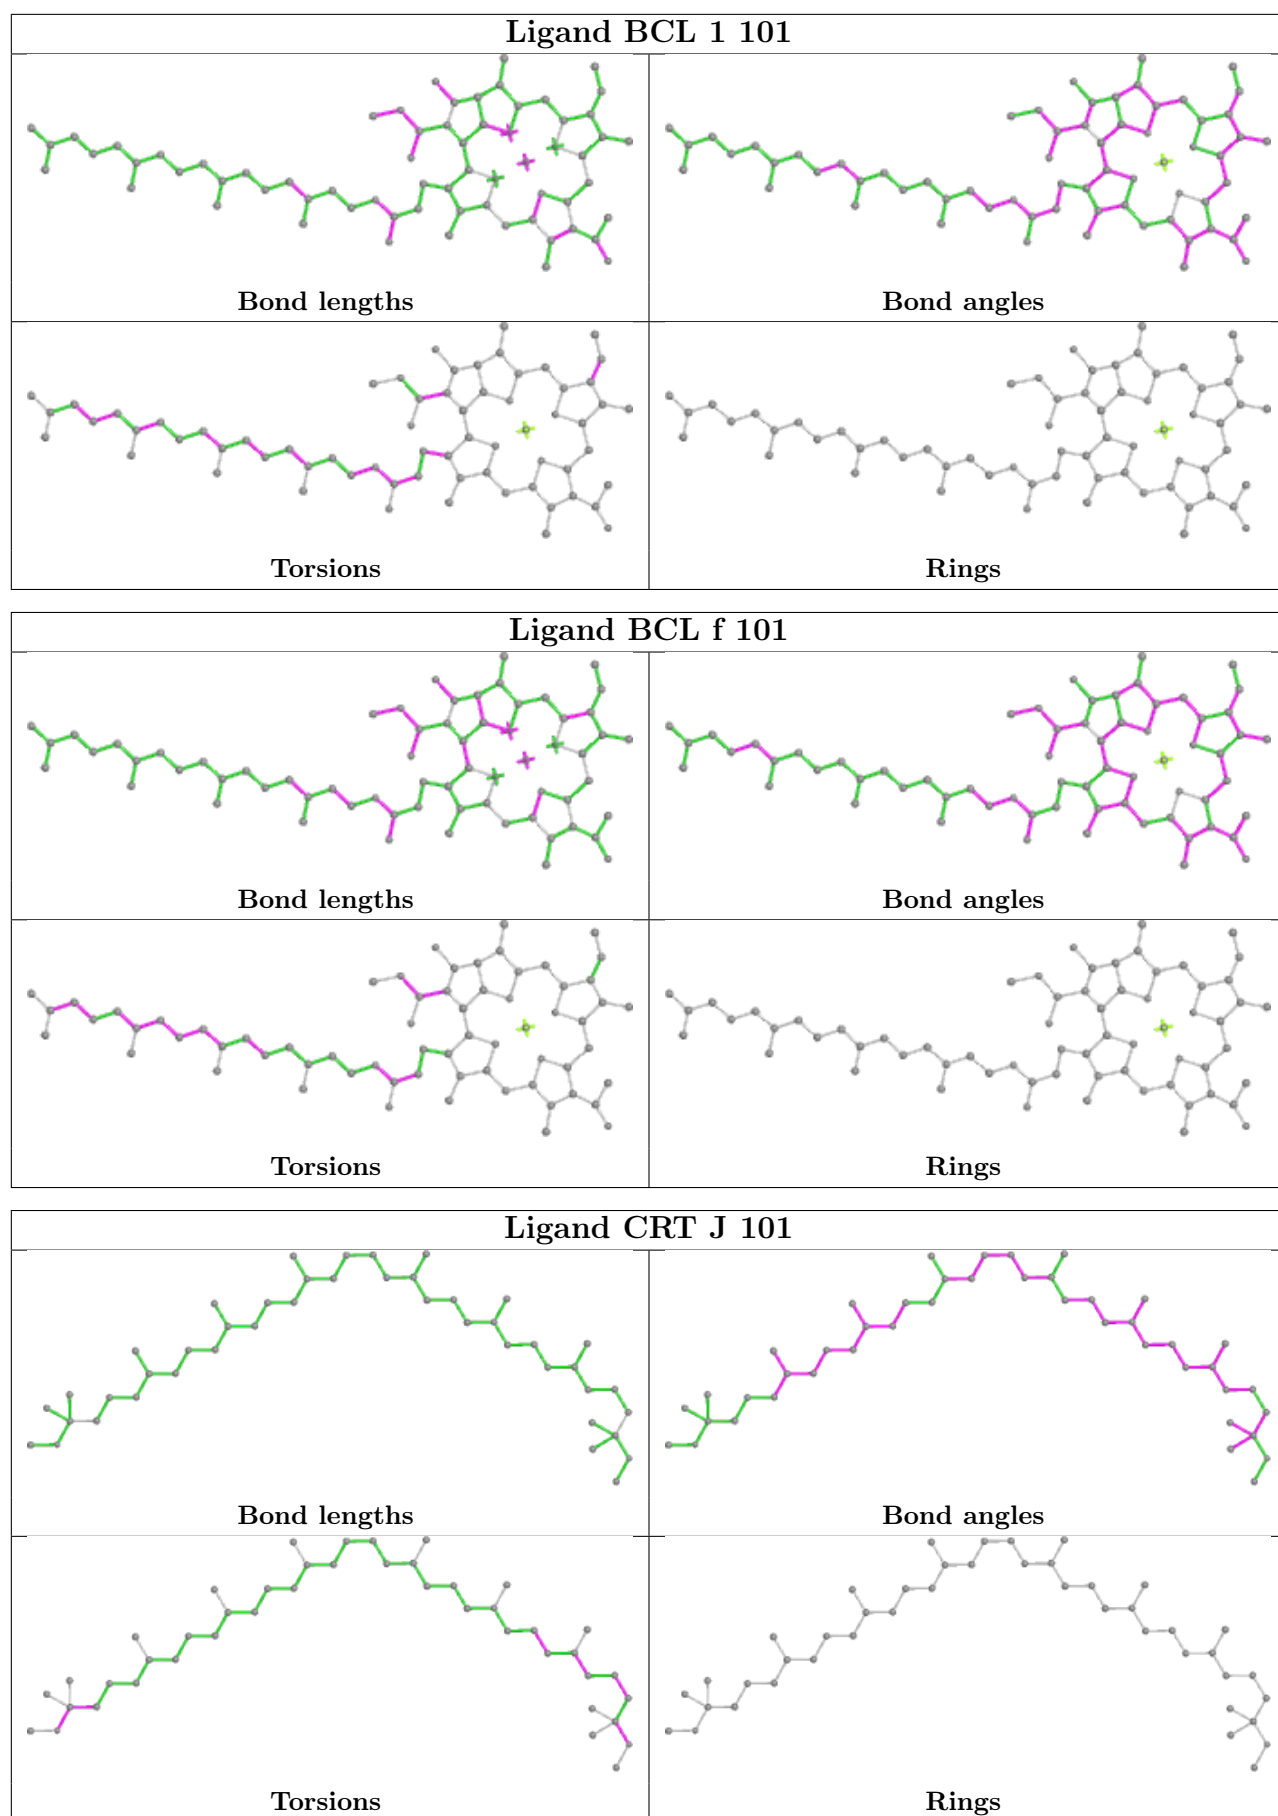 Ligand BCL 1 101
Bond lengths
Bond angles
Torsions
Rings
Ligand BCL f 101
Bond lengths
Bond angles
Torsions
Rings
Ligand CRT J 101
Bond lengths
Bond angles
Torsions
Rings